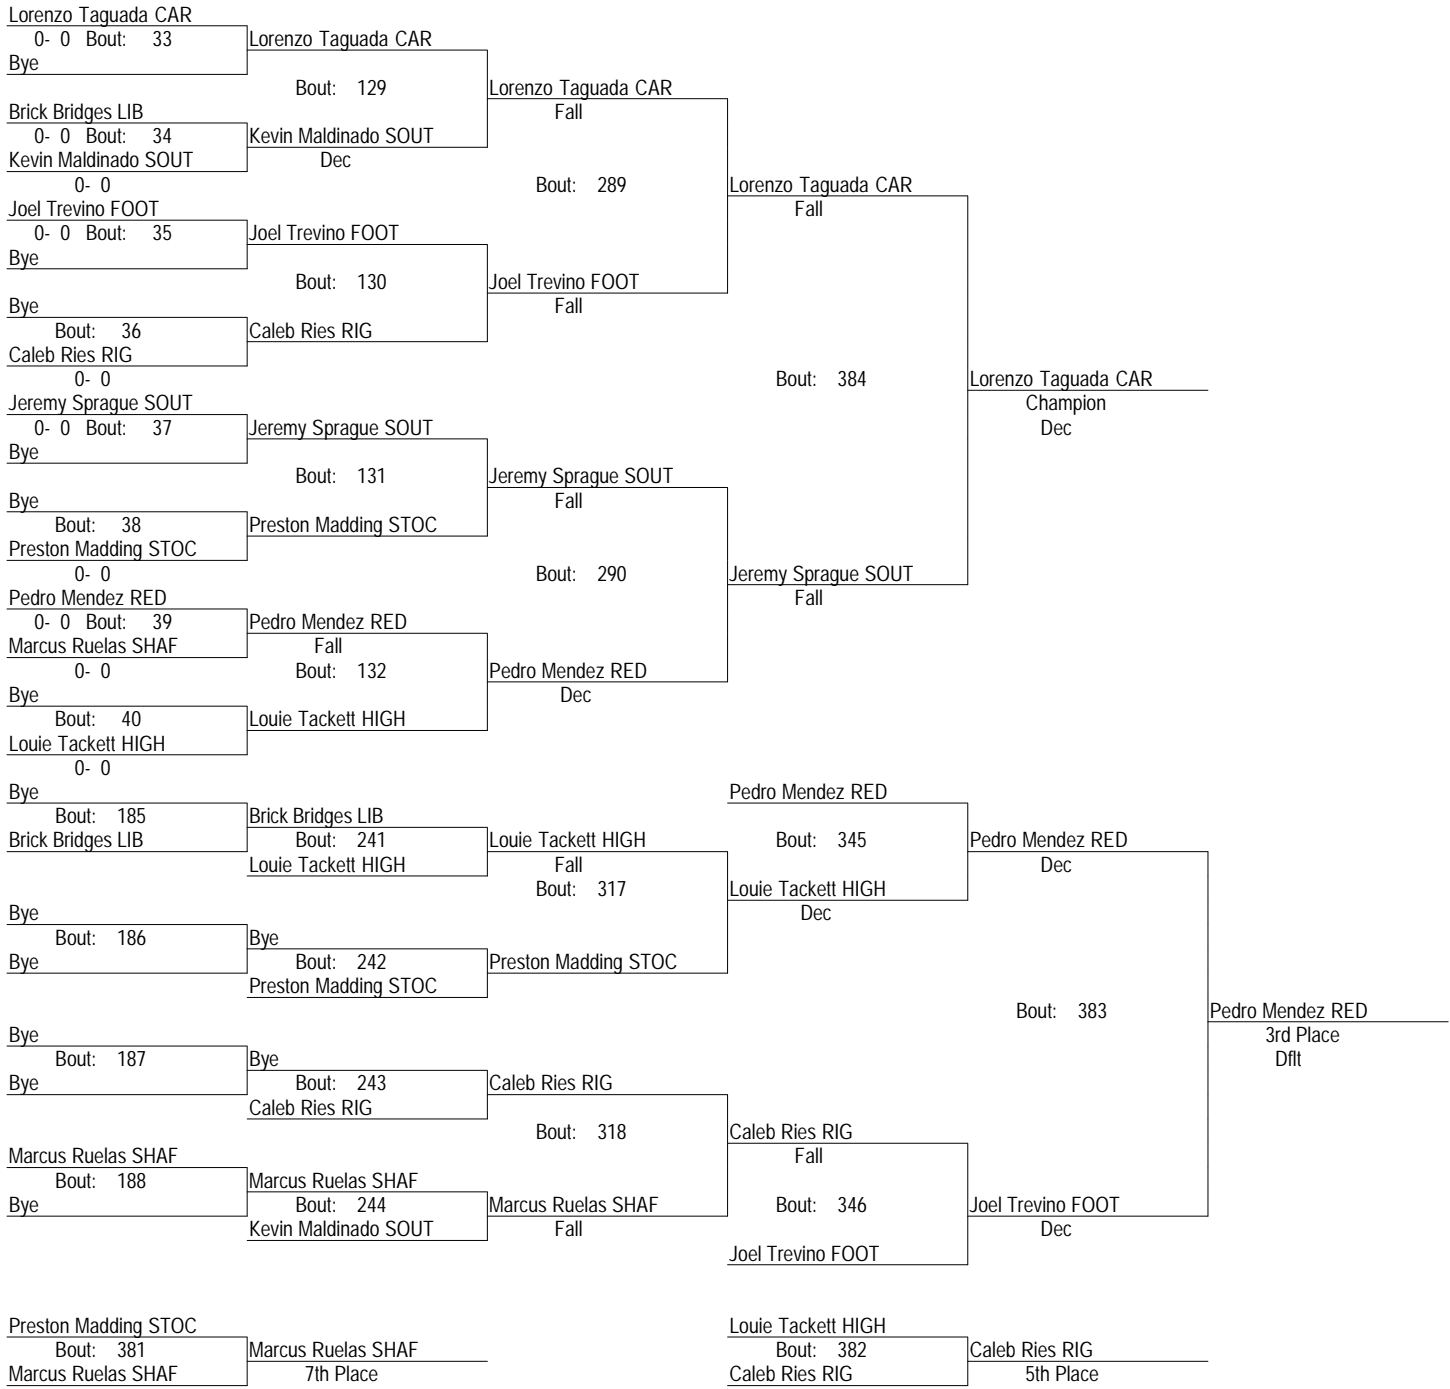 Lorenzo Taguada CAR
0- 0 Bout: 33 Lorenzo Taguada CAR
Bye
Bout: 129 Lorenzo Taguada CAR
Brick Bridges LIB Fall
0- 0 Bout: 34 Kevin Maldinado SOUT
Kevin Maldinado SOUT Dec
0- 0 Bout: 289 Lorenzo Taguada CAR
Joel Trevino FOOT Fall
0- 0 Bout: 35 Joel Trevino FOOT
Bye
Bout: 130 Joel Trevino FOOT
Bye Fall
Bout: 36 Caleb Ries RIG
Caleb Ries RIG
0- 0 Bout: 384 Lorenzo Taguada CAR
Jeremy Sprague SOUT Champion
0- 0 Bout: 37 Jeremy Sprague SOUT Dec
Bye
Bout: 131 Jeremy Sprague SOUT
Bye Fall
Bout: 38 Preston Madding STOC
Preston Madding STOC
0- 0 Bout: 290 Jeremy Sprague SOUT
Pedro Mendez RED Fall
0- 0 Bout: 39 Pedro Mendez RED
Marcus Ruelas SHAF Fall
0- 0 Bout: 132 Pedro Mendez RED
Bye Dec
Bout: 40 Louie Tackett HIGH
Louie Tackett HIGH
0- 0
Bye Pedro Mendez RED
Bout: 185 Brick Bridges LIB
Brick Bridges LIB Bout: 241 Louie Tackett HIGH Bout: 345 Pedro Mendez RED
Louie Tackett HIGH Fall Dec
Bout: 317 Louie Tackett HIGH
Bye Dec
Bout: 186 Bye
Bye Bout: 242 Preston Madding STOC
Preston Madding STOC
Bout: 383 Pedro Mendez RED
Bye 3rd Place
Bout: 187 Bye Dflt
Bye Bout: 243 Caleb Ries RIG
Caleb Ries RIG
Bout: 318 Caleb Ries RIG
Marcus Ruelas SHAF Fall
Bout: 188 Marcus Ruelas SHAF
Bye Bout: 244 Marcus Ruelas SHAF Bout: 346 Joel Trevino FOOT
Kevin Maldinado SOUT Fall Dec
Joel Trevino FOOT
Preston Madding STOC Louie Tackett HIGH
Bout: 381 Marcus Ruelas SHAF Bout: 382 Caleb Ries RIG
Marcus Ruelas SHAF 7th Place Caleb Ries RIG 5th Place